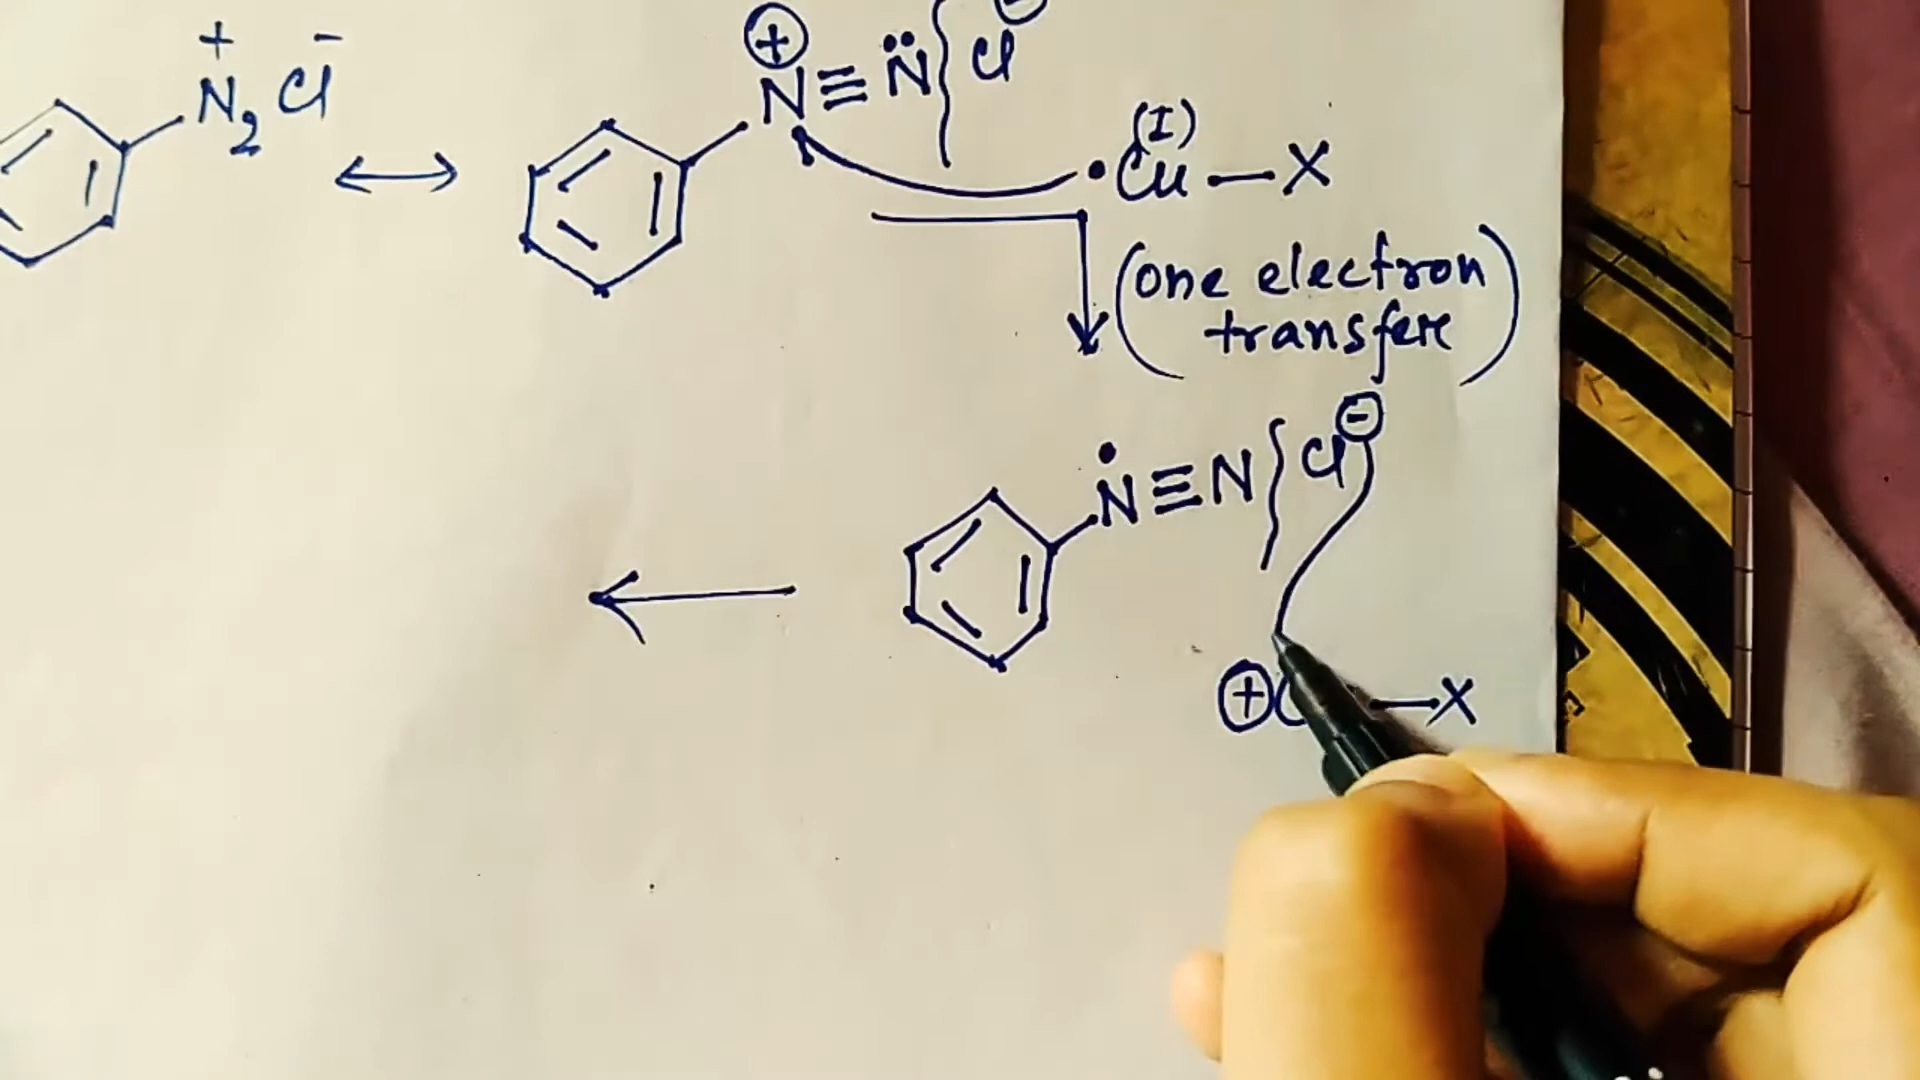 N₂⁺ Cl⁻
⊕ ⊖
N≡N̈ Cl
(I)
•Cu—X
(one electron
transfere)
⊖
Ṅ≡N Cl
⊕C —X